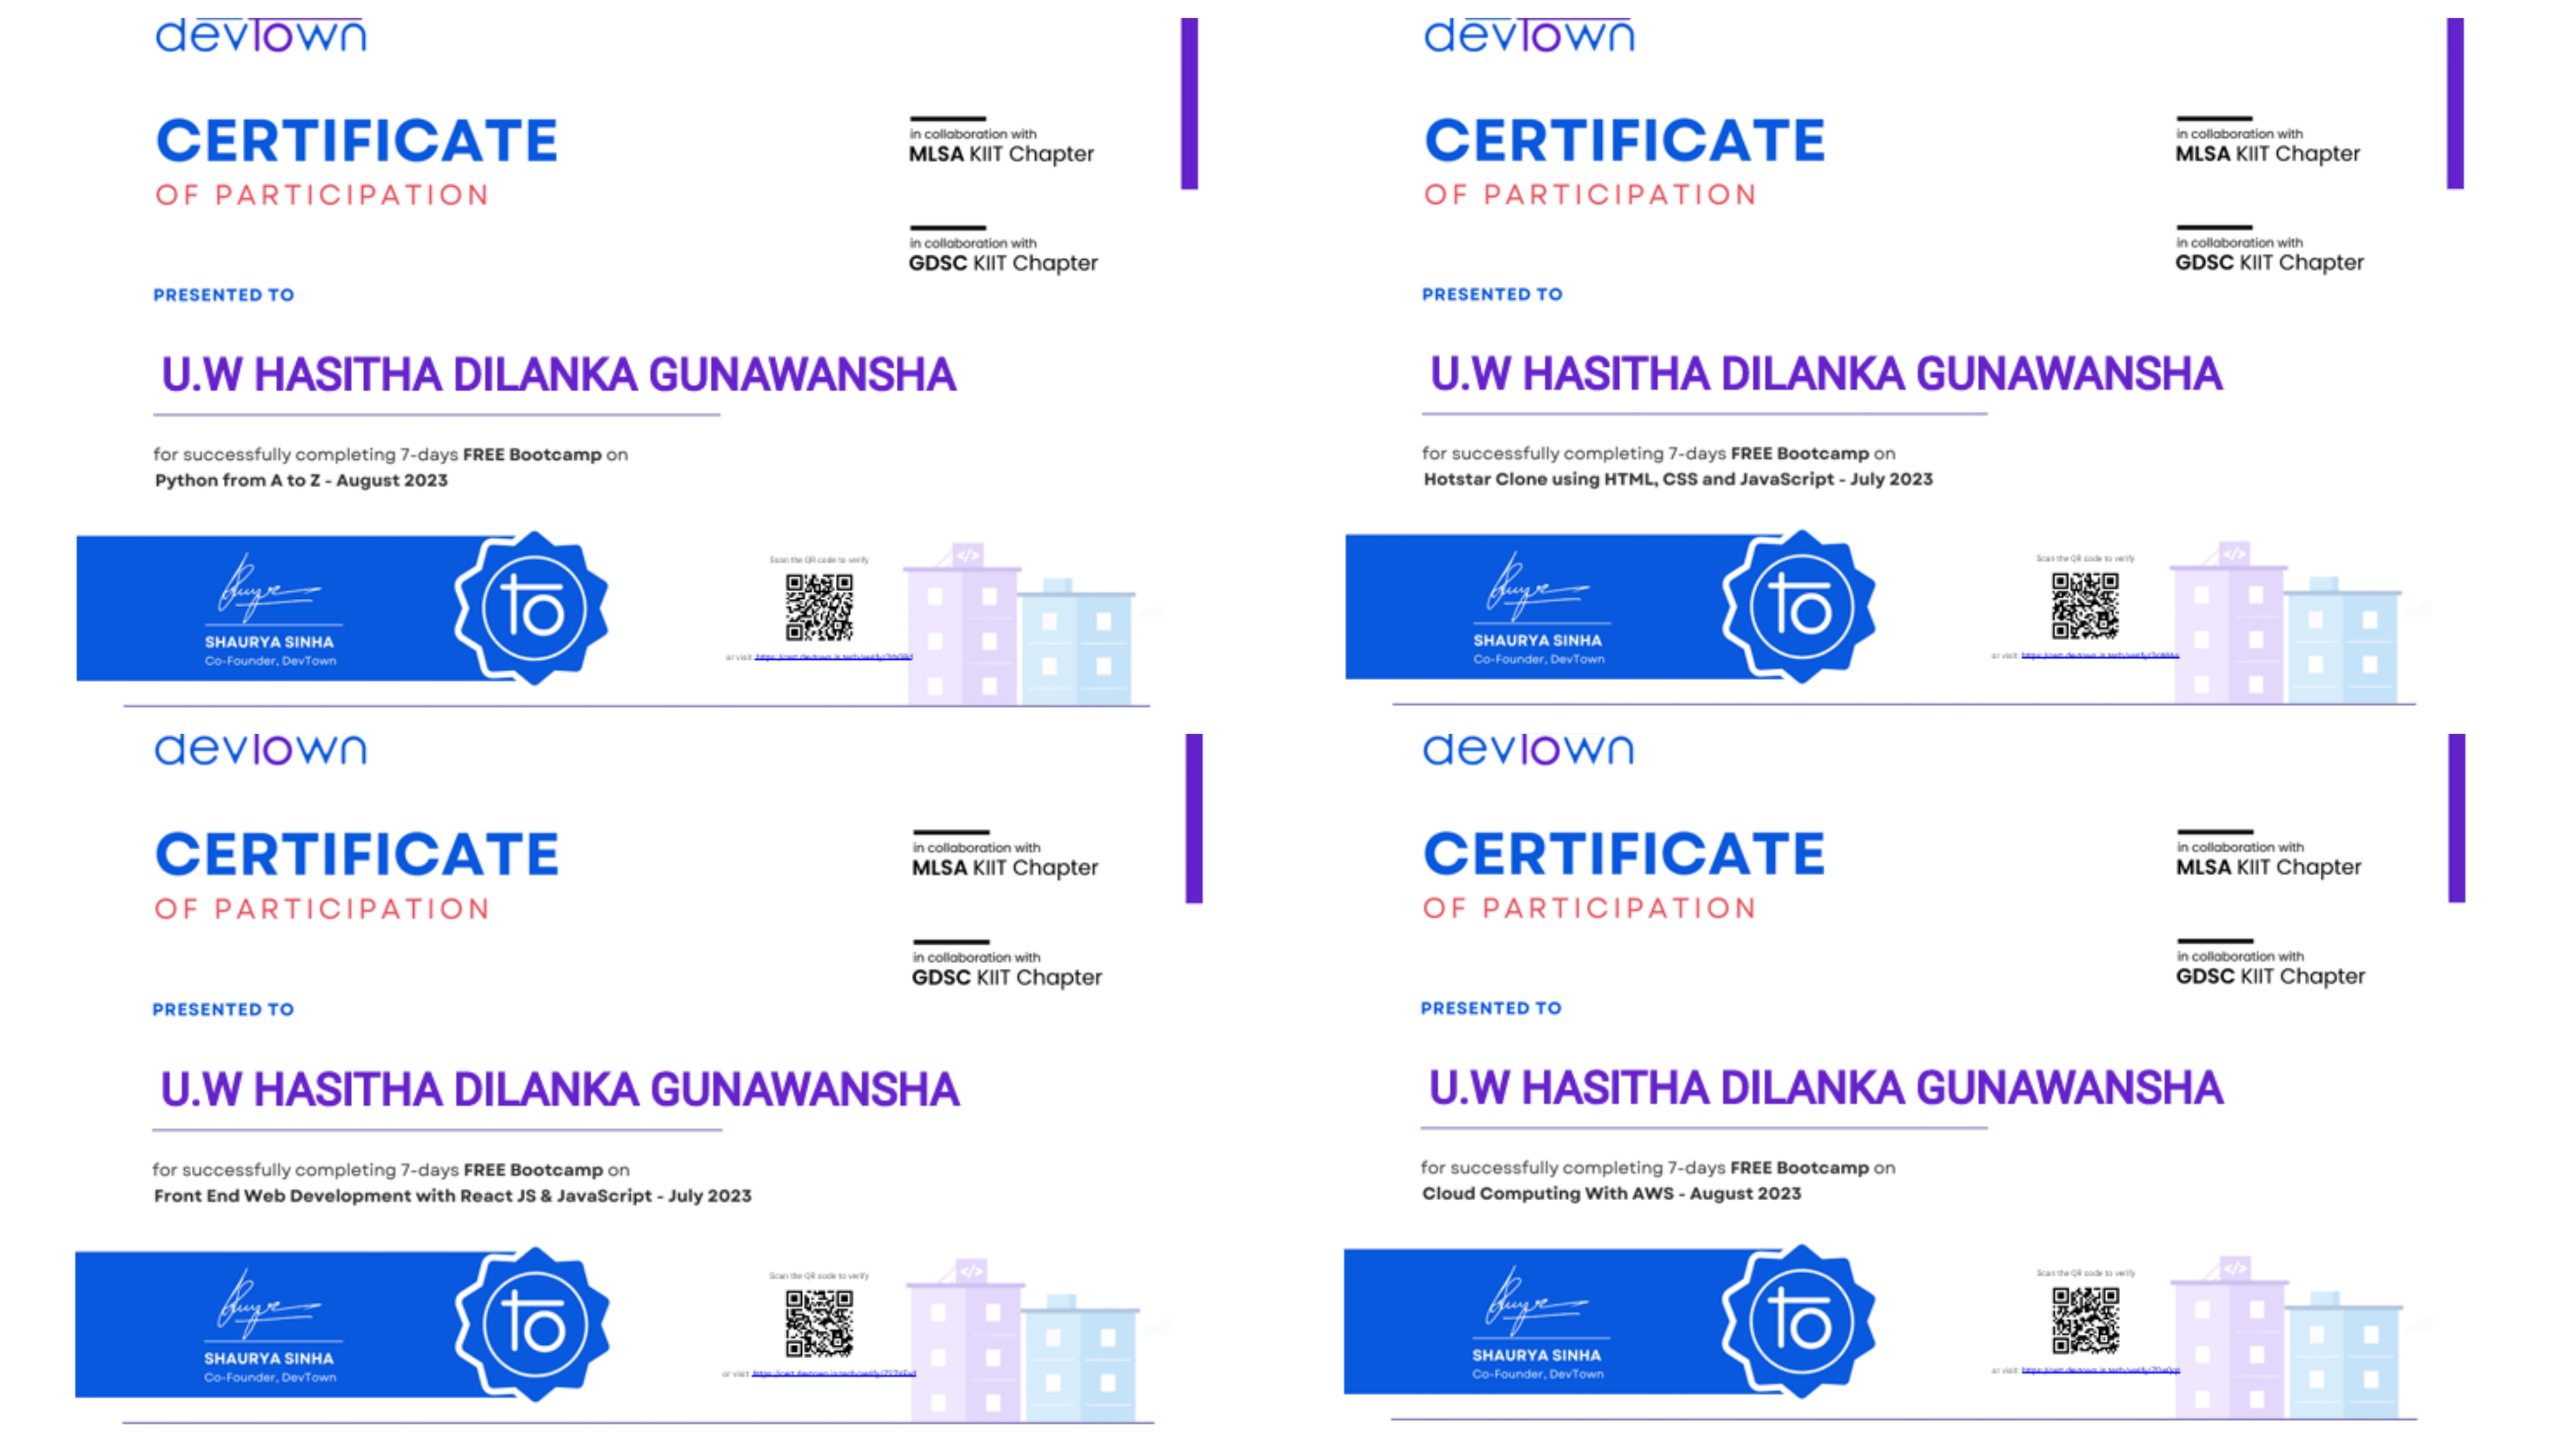 devTown
CERTIFICATE
OF PARTICIPATION
in collaboration with
MLSA KIIT Chapter
in collaboration with
GDSC KIIT Chapter
PRESENTED TO
U.W HASITHA DILANKA GUNAWANSHA
for successfully completing 7-days FREE Bootcamp on
Python from A to Z - August 2023
SHAURYA SINHA
Co-Founder, DevTown
to
Scan the QR code to verify
or visit
</>
devTown
CERTIFICATE
OF PARTICIPATION
in collaboration with
MLSA KIIT Chapter
in collaboration with
GDSC KIIT Chapter
PRESENTED TO
U.W HASITHA DILANKA GUNAWANSHA
for successfully completing 7-days FREE Bootcamp on
Hotstar Clone using HTML, CSS and JavaScript - July 2023
SHAURYA SINHA
Co-Founder, DevTown
to
Scan the QR code to verify
or visit
</>
devTown
CERTIFICATE
OF PARTICIPATION
in collaboration with
MLSA KIIT Chapter
in collaboration with
GDSC KIIT Chapter
PRESENTED TO
U.W HASITHA DILANKA GUNAWANSHA
for successfully completing 7-days FREE Bootcamp on
Front End Web Development with React JS & JavaScript - July 2023
SHAURYA SINHA
Co-Founder, DevTown
to
Scan the QR code to verify
or visit
</>
devTown
CERTIFICATE
OF PARTICIPATION
in collaboration with
MLSA KIIT Chapter
in collaboration with
GDSC KIIT Chapter
PRESENTED TO
U.W HASITHA DILANKA GUNAWANSHA
for successfully completing 7-days FREE Bootcamp on
Cloud Computing With AWS - August 2023
SHAURYA SINHA
Co-Founder, DevTown
to
Scan the QR code to verify
or visit
</>